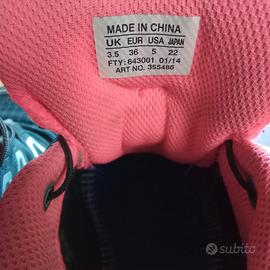 MADE IN CHINA
UK EUR USA JAPAN
3.5 36 5 22
FTY: 643001 01/14
ART NO. 355486
subito